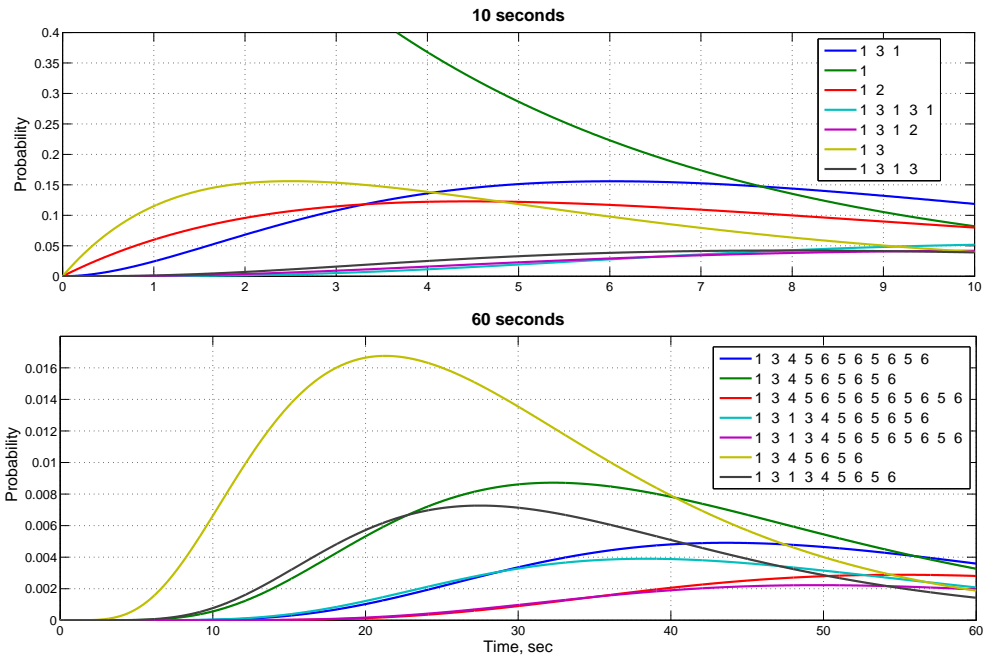 10 seconds
Probability
0.4
0.35
0.3
0.25
0.2
0.15
0.1
0.05
0
0 1 2 3 4 5 6 7 8 9 10
1 3 1
1
1 2
1 3 1 3 1
1 3 1 2
1 3
1 3 1 3
60 seconds
Probability
0.016
0.014
0.012
0.01
0.008
0.006
0.004
0.002
0
0 10 20 30 40 50 60
Time, sec
1 3 4 5 6 5 6 5 6 5 6
1 3 4 5 6 5 6 5 6
1 3 4 5 6 5 6 5 6 5 6 5 6
1 3 1 3 4 5 6 5 6 5 6
1 3 1 3 4 5 6 5 6 5 6 5 6
1 3 4 5 6 5 6
1 3 1 3 4 5 6 5 6